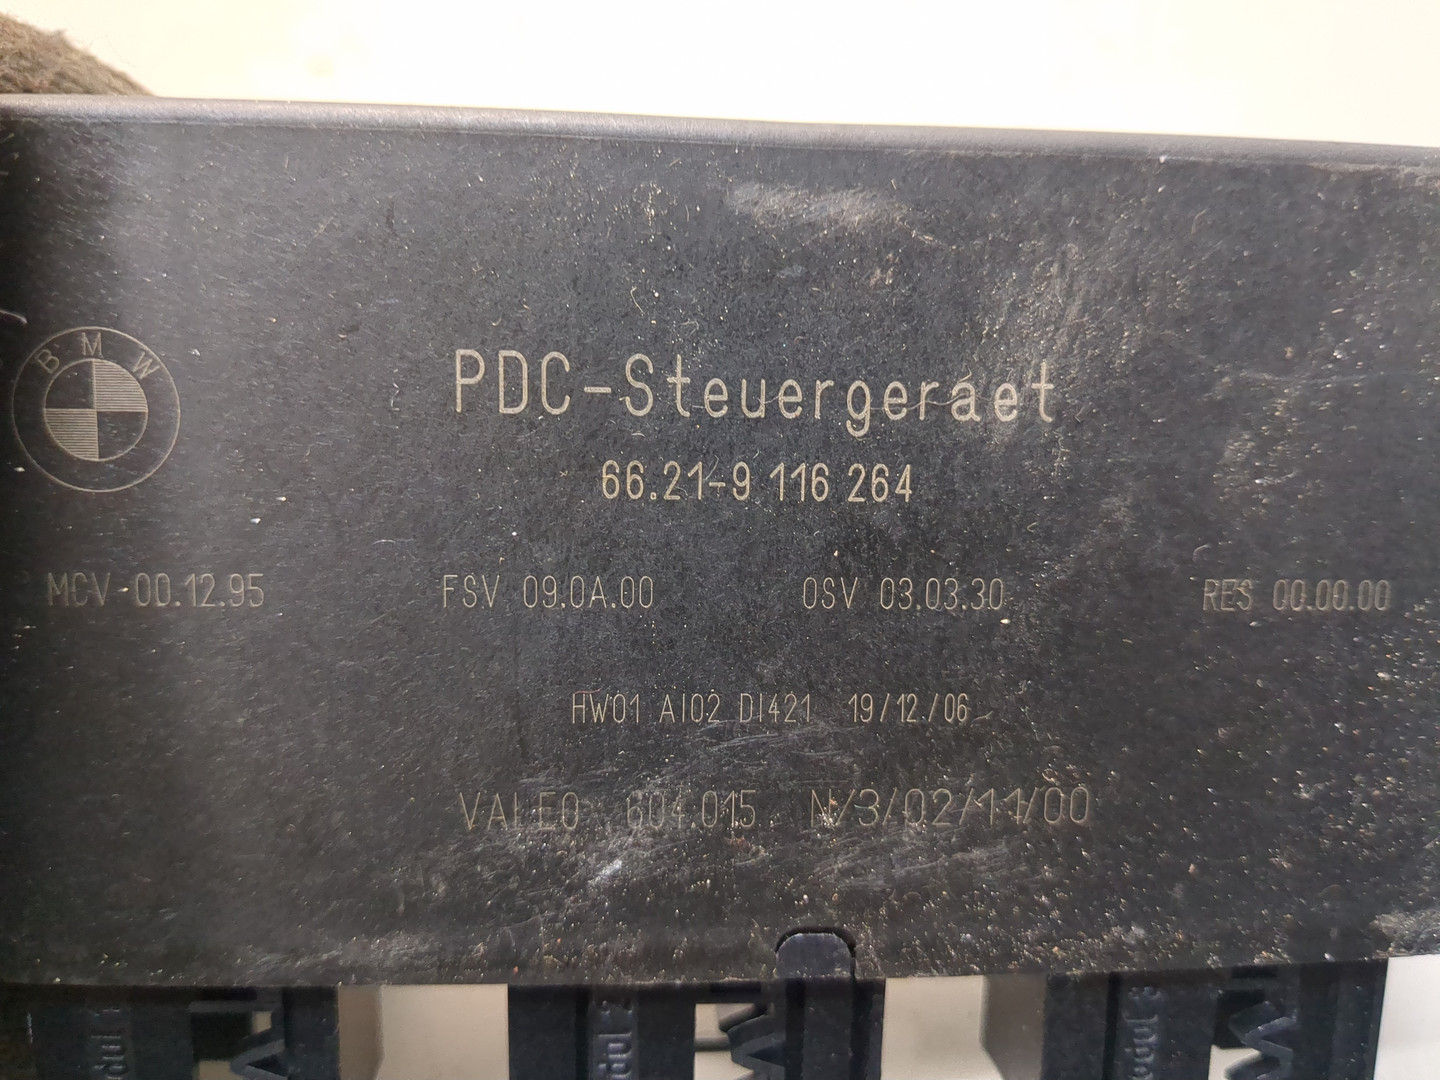 BMW
PDC-Steuergeraet
66.21-9 116 264
MCV 00.12.95 FSV 09.0A.00 OSV 03.03.30 RES 00.00.00
HW01 AI02 DI421 19/12/06
VALEO 604.015 N/3/02/11/00